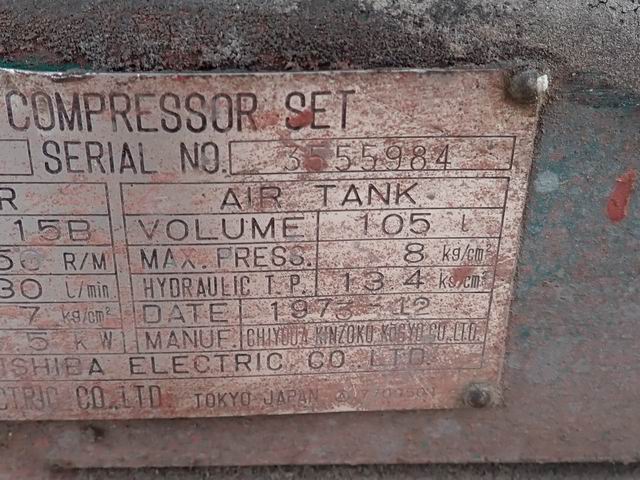 COMPRESSOR SET
SERIAL NO. 3555984
R AIR TANK
15B VOLUME 105 l
50 R/M MAX. PRESS. 8 kg/cm²
30 l/min HYDRAULIC T.P. 13.4 kg/cm²
7 kg/cm² DATE 1973-12
5 KW MANUF. CHIYODA KINZOKU KOGYO CO.,LTD.
SHIBA ELECTRIC CO.,LTD.
CTRIC CO.,LTD. TOKYO JAPAN